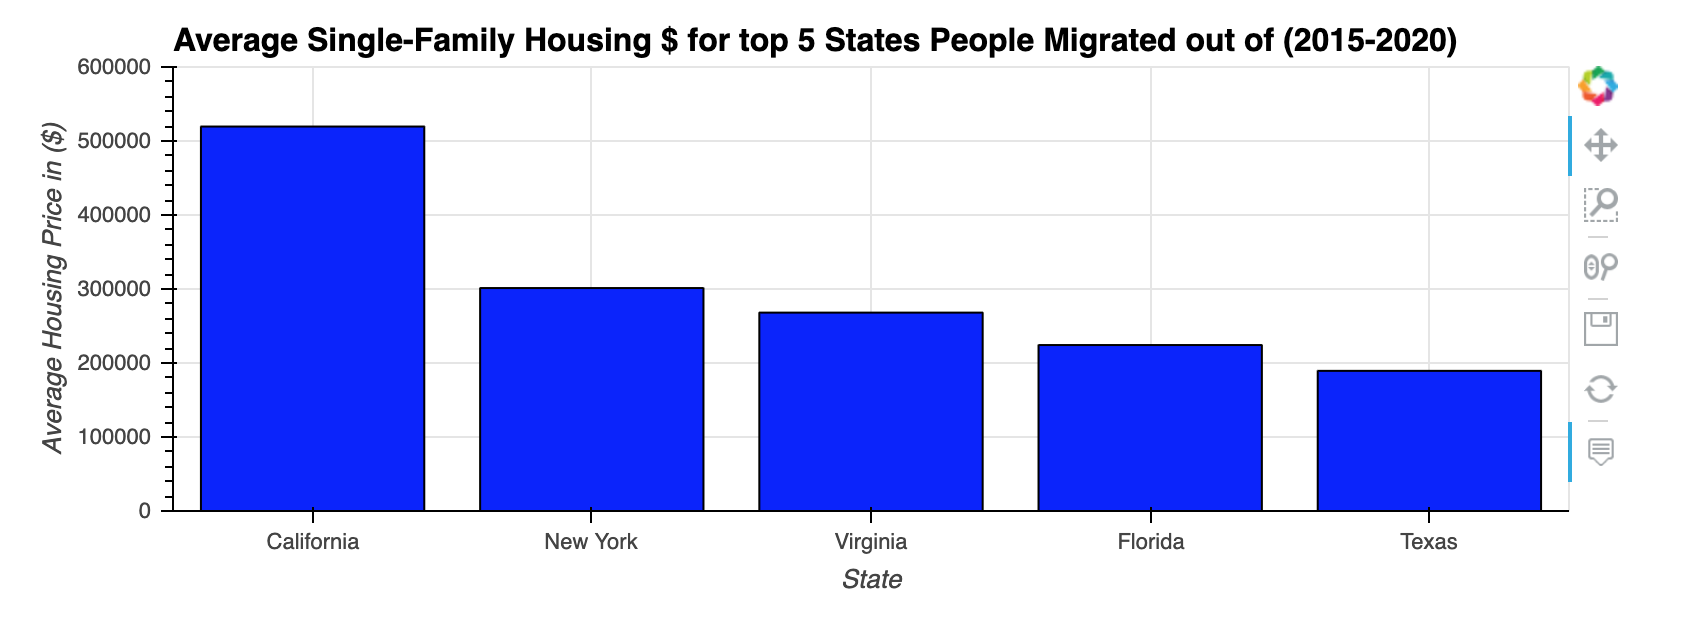 Average Single-Family Housing $ for top 5 States People Migrated out of (2015-2020)
600000
500000
400000
300000
200000
100000
0
Average Housing Price in ($)
California New York Virginia Florida Texas
State